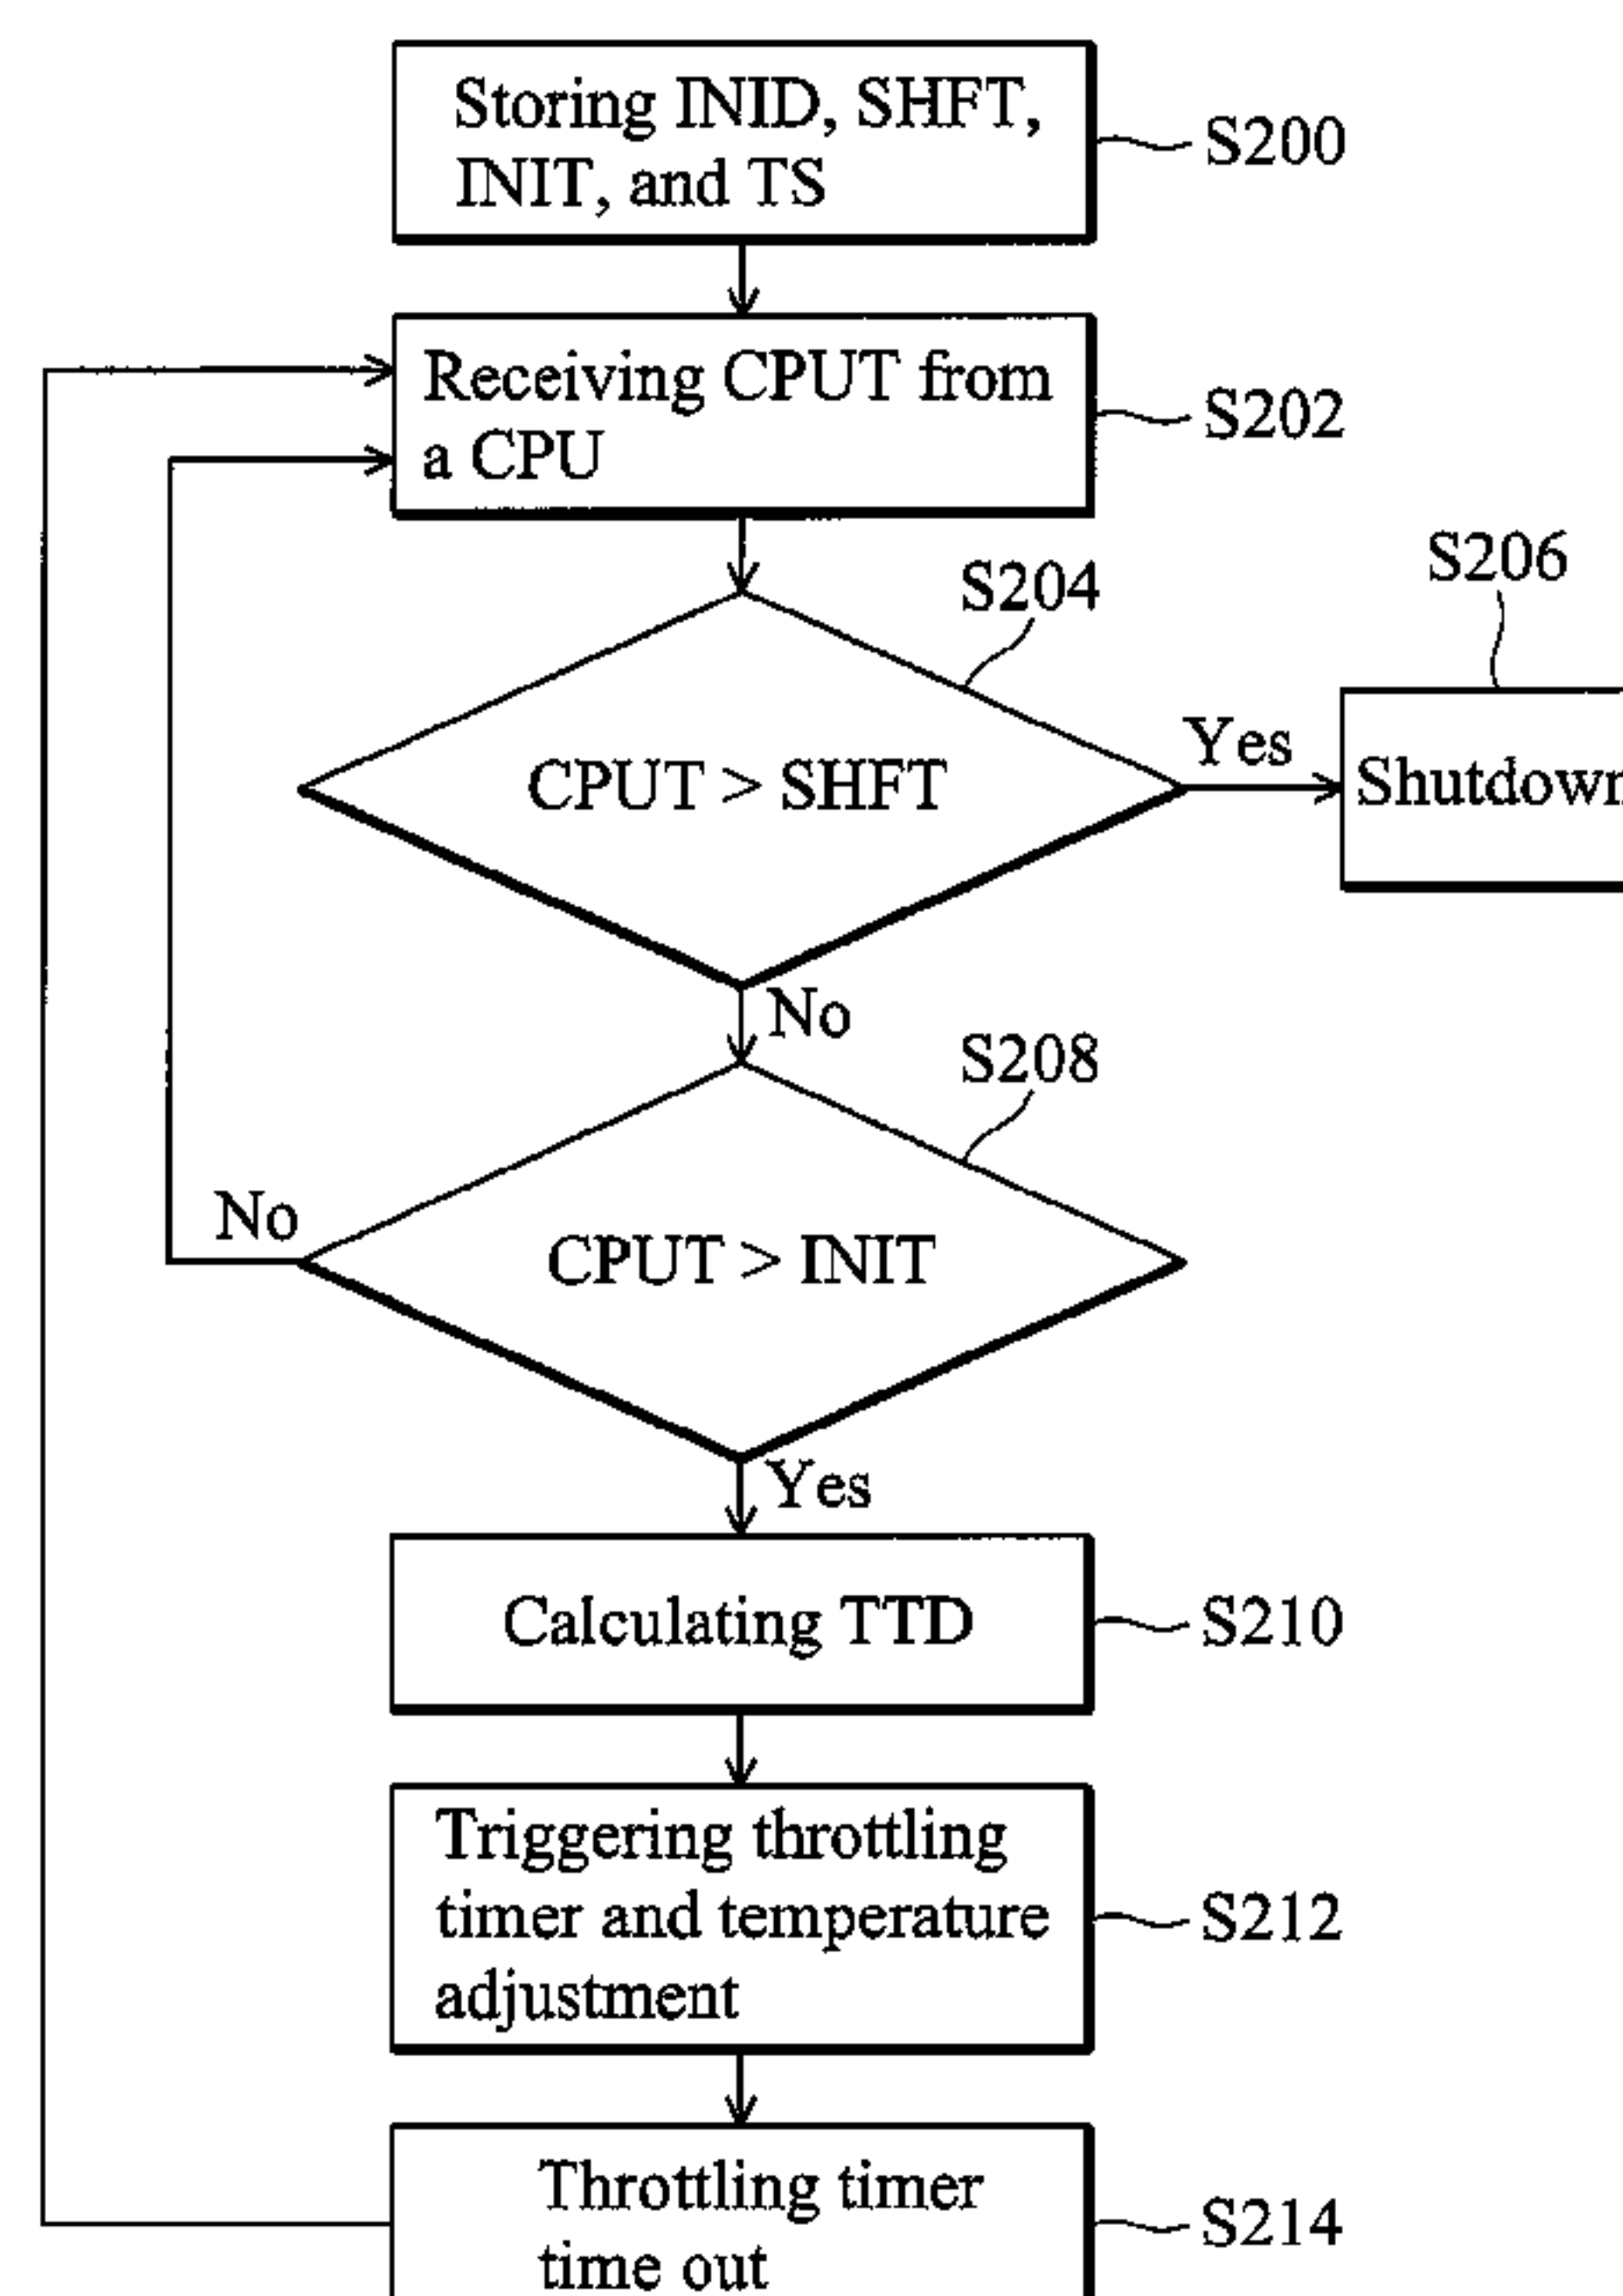 Storing INID, SHFT,
INIT, and TS
S200
Receiving CPUT from
a CPU
S202
S204
S206
CPUT > SHFT
Yes
Shutdown
No
S208
CPUT > INIT
No
Yes
Calculating TTD
S210
Triggering throttling
timer and temperature
adjustment
S212
Throttling timer
time out
S214